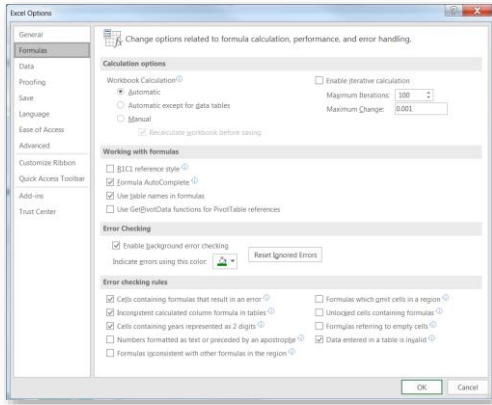 Excel Options
General
Formulas
Data
Proofing
Save
Language
Ease of Access
Advanced
Customize Ribbon
Quick Access Toolbar
Add-ins
Trust Center
Change options related to formula calculation, performance, and error handling.
Calculation options
Workbook Calculation
Automatic
Automatic except for data tables
Manual
Recalculate workbook before saving
Enable iterative calculation
Maximum Iterations: 100
Maximum Change: 0.001
Working with formulas
R1C1 reference style
Formula AutoComplete
Use table names in formulas
Use GetPivotData functions for PivotTable references
Error Checking
Enable background error checking
Indicate errors using this color:
Reset Ignored Errors
Error checking rules
Cells containing formulas that result in an error
Inconsistent calculated column formula in tables
Cells containing years represented as 2 digits
Numbers formatted as text or preceded by an apostrophe
Formulas inconsistent with other formulas in the region
Formulas which omit cells in a region
Unlocked cells containing formulas
Formulas referring to empty cells
Data entered in a table is invalid
OK Cancel